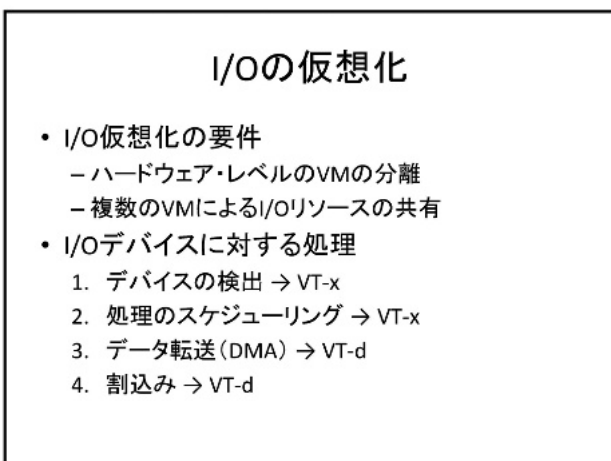 I/Oの仮想化
• I/O仮想化の要件
– ハードウェア・レベルのVMの分離
– 複数のVMによるI/Oリソースの共有
• I/Oデバイスに対する処理
1. デバイスの検出 → VT-x
2. 処理のスケジューリング → VT-x
3. データ転送(DMA) → VT-d
4. 割込み → VT-d